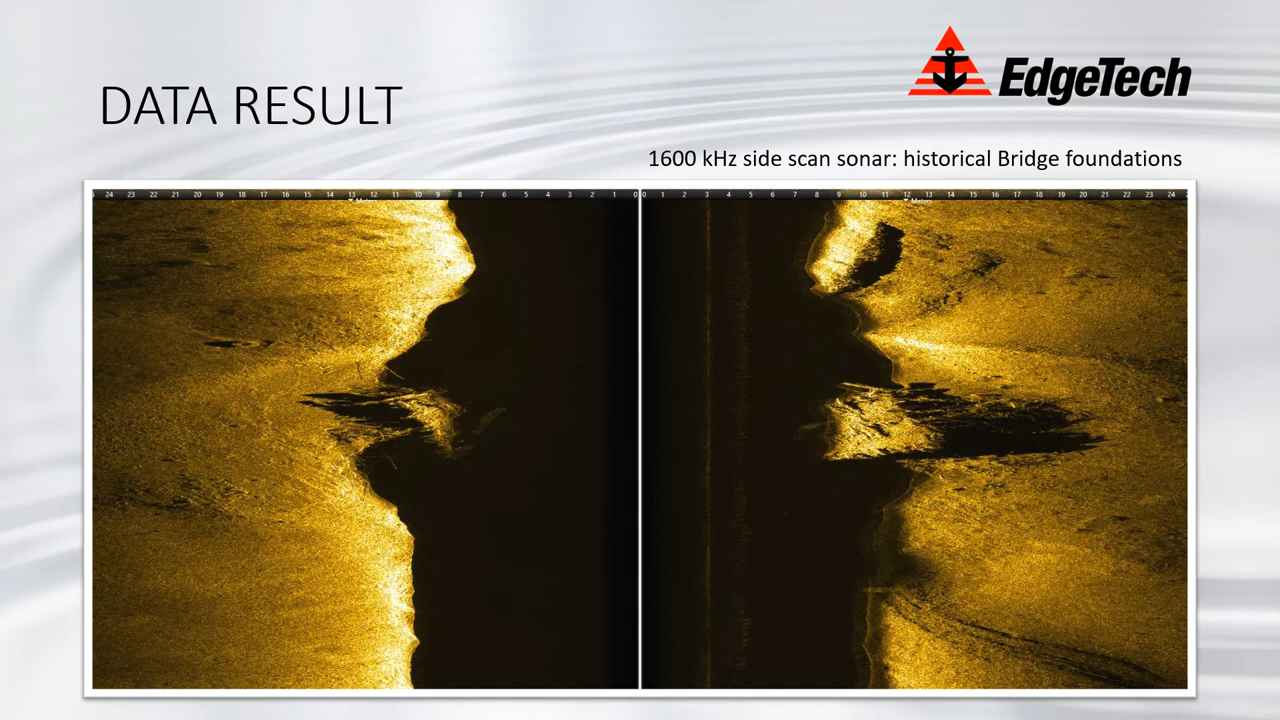 DATA RESULT
EdgeTech
1600 kHz side scan sonar: historical Bridge foundations
24 23 22 21 20 19 18 17 16 15 14 13 12 11 10 9 8 7 6 5 4 3 2 1 0 0 1 2 3 4 5 6 7 8 9 10 11 12 13 14 15 16 17 18 19 20 21 22 23 24
Meters Meters